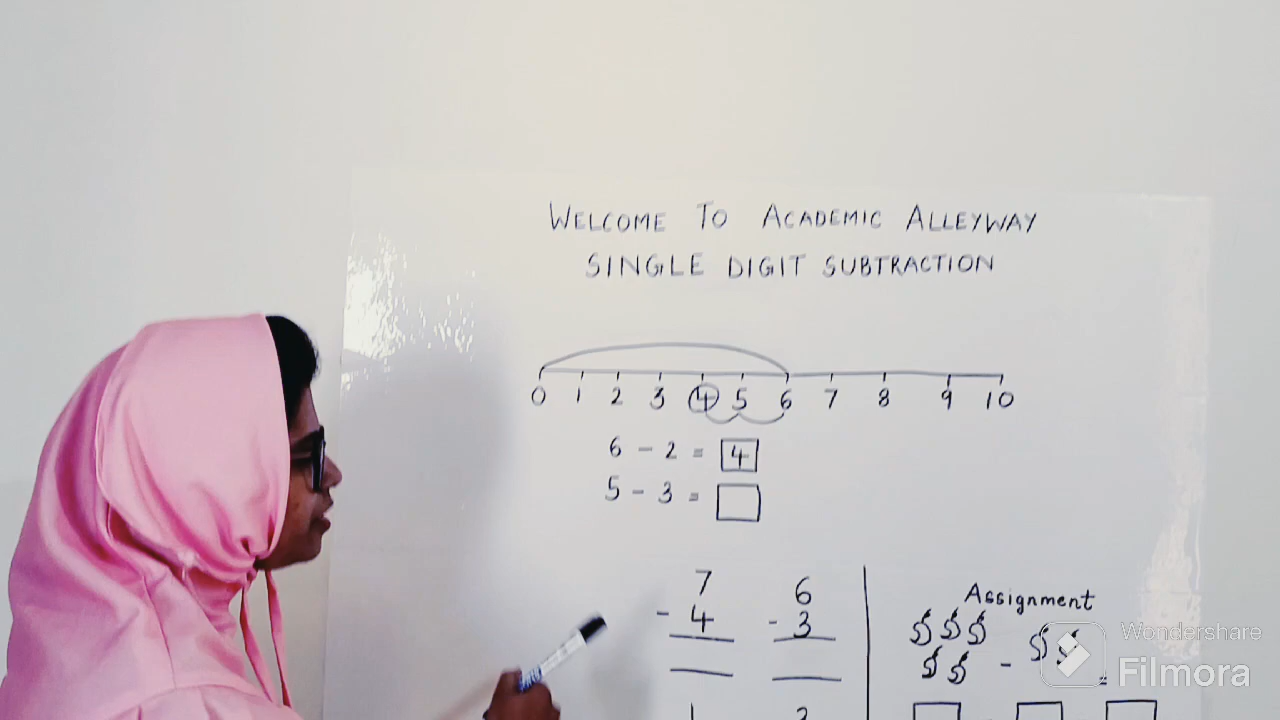 WELCOME TO ACADEMIC ALLEYWAY
SINGLE DIGIT SUBTRACTION
0 1 2 3 4 5 6 7 8 9 10
6 - 2 = 4
5 - 3 =
7 6
- 4 - 3
Assignment
-
=
Wondershare
Filmora